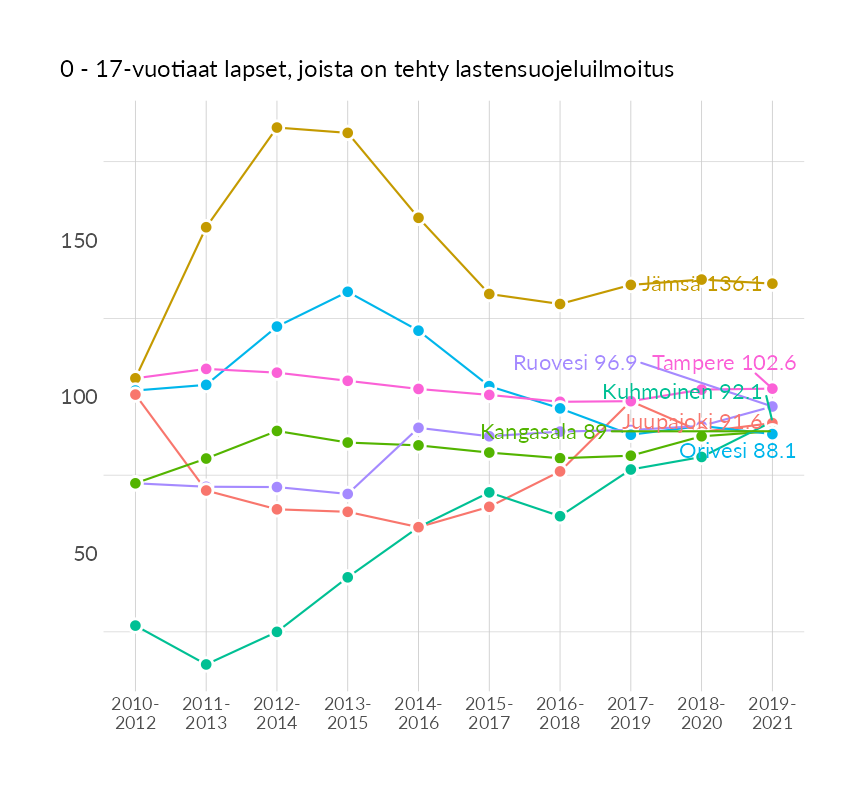 0 - 17-vuotiaat lapset, joista on tehty lastensuojeluilmoitus
150
100
50
Jämsä 136.1
Ruovesi 96.9
Tampere 102.6
Kuhmoinen 92.1
Juupajoki 91.6
Kangasala 89
Orivesi 88.1
2010-
2012
2011-
2013
2012-
2014
2013-
2015
2014-
2016
2015-
2017
2016-
2018
2017-
2019
2018-
2020
2019-
2021